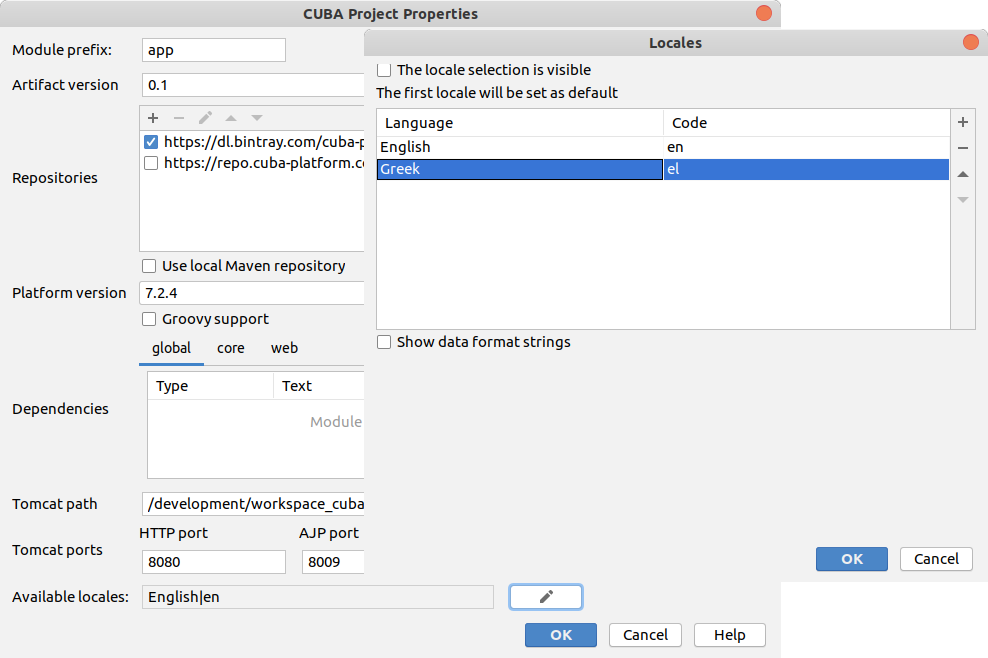 CUBA Project Properties
Module prefix:
app
Artifact version
0.1
Repositories
https://dl.bintray.com/cuba-p
https://repo.cuba-platform.c
Use local Maven repository
Platform version
7.2.4
Groovy support
global core web
Dependencies
Type Text
Module
Tomcat path
/development/workspace_cuba
Tomcat ports
HTTP port AJP port
8080 8009
Available locales:
English|en
OK Cancel Help
Locales
The locale selection is visible
The first locale will be set as default
Language Code
English en
Greek el
Show data format strings
OK Cancel